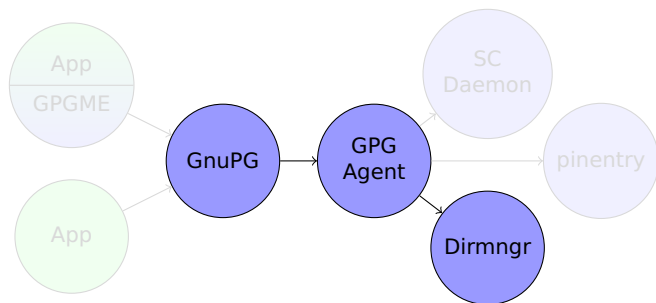 App
GPGME
App
GnuPG
GPG
Agent
SC
Daemon
pinentry
Dirmngr